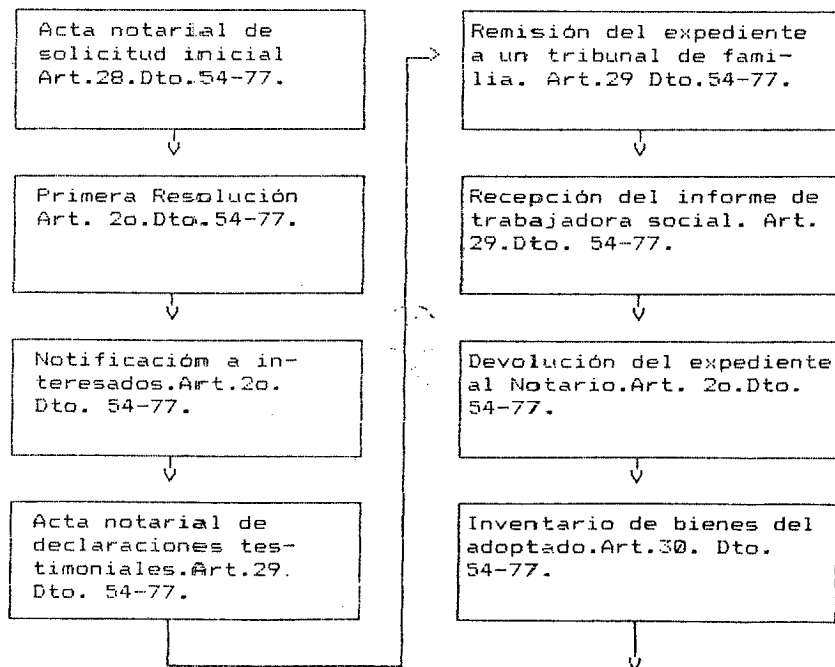 Acta notarial de
solicitud inicial
Art.28.Dto.54-77.
Primera Resolución
Art. 2o.Dto.54-77.
Notificacióm a in-
teresados.Art.2o.
Dto. 54-77.
Acta notarial de
declaraciones tes-
timoniales.Art.29.
Dto. 54-77.
Remisión del expediente
a un tribunal de fami-
lia. Art.29 Dto.54-77.
Recepción del informe de
trabajadora social. Art.
29.Dto. 54-77.
Devolución del expediente
al Notario.Art. 2o.Dto.
54-77.
Inventario de bienes del
adoptado.Art.30. Dto.
54-77.